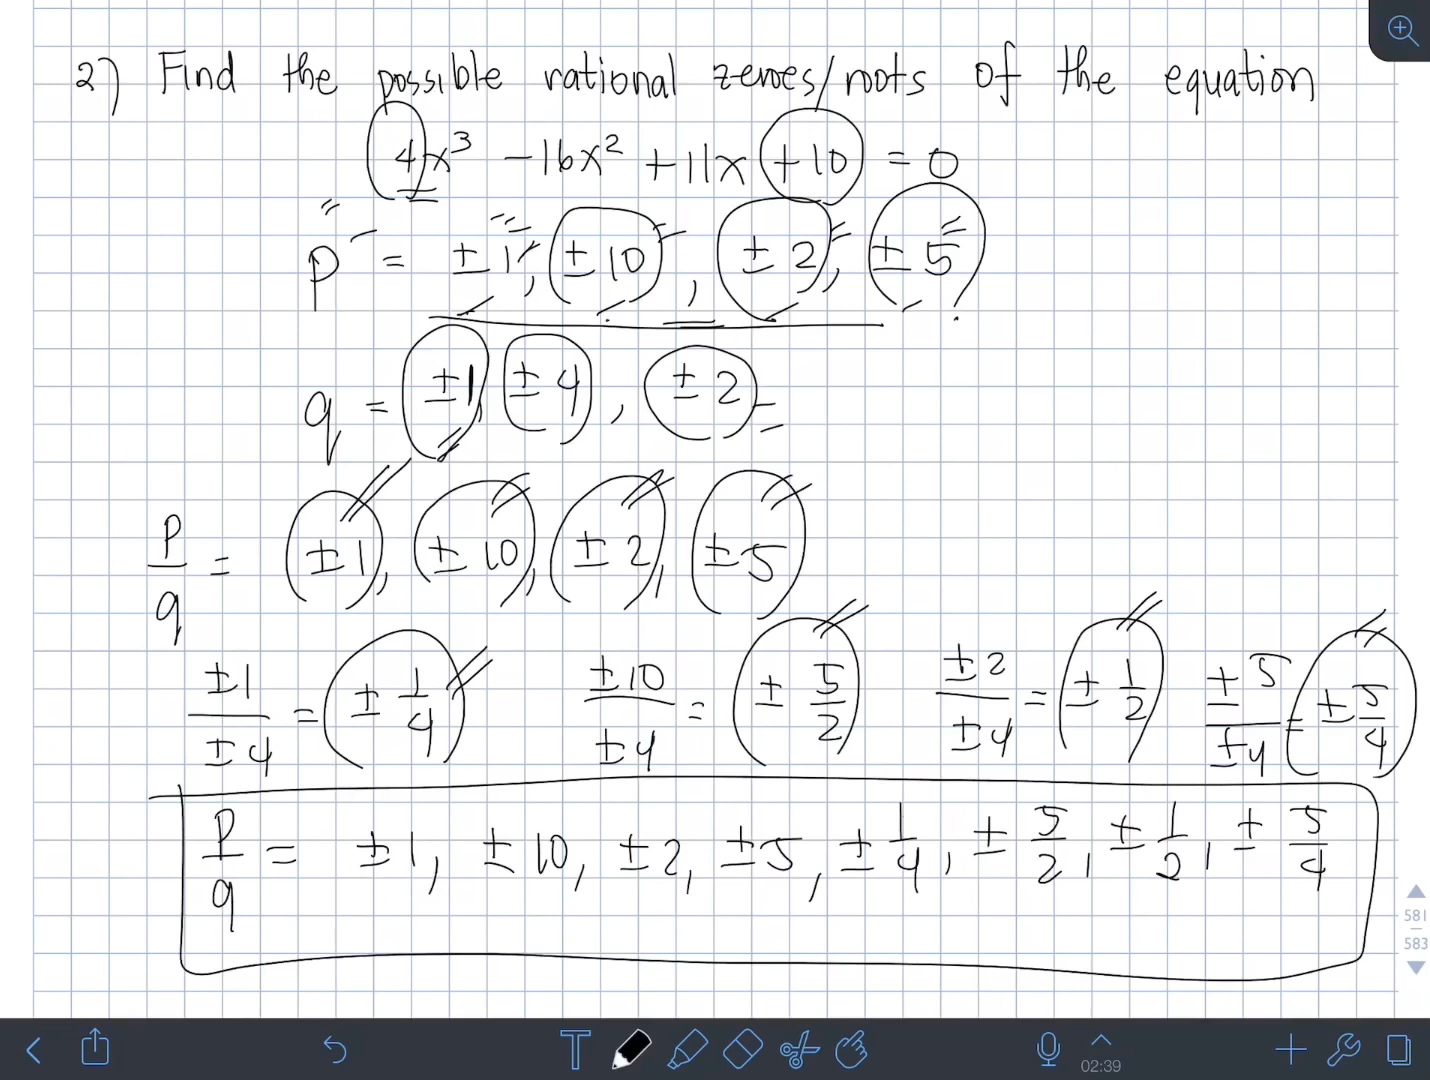 2) Find the possible rational zeroes/roots of the equation
4x³ -16x² +11x +10 = 0
p = ±1, ±10, ±2, ±5
q = ±1, ±4, ±2
p/q = ±1, ±10, ±2, ±5
±1/±4 = ±1/4 ±10/±4 = ±5/2 ±2/±4 = ±1/2 ±5/±4 = ±5/4
p/q = ±1, ±10, ±2, ±5, ±1/4, ±5/2, ±1/2, ±5/4
581
583
T
02:39